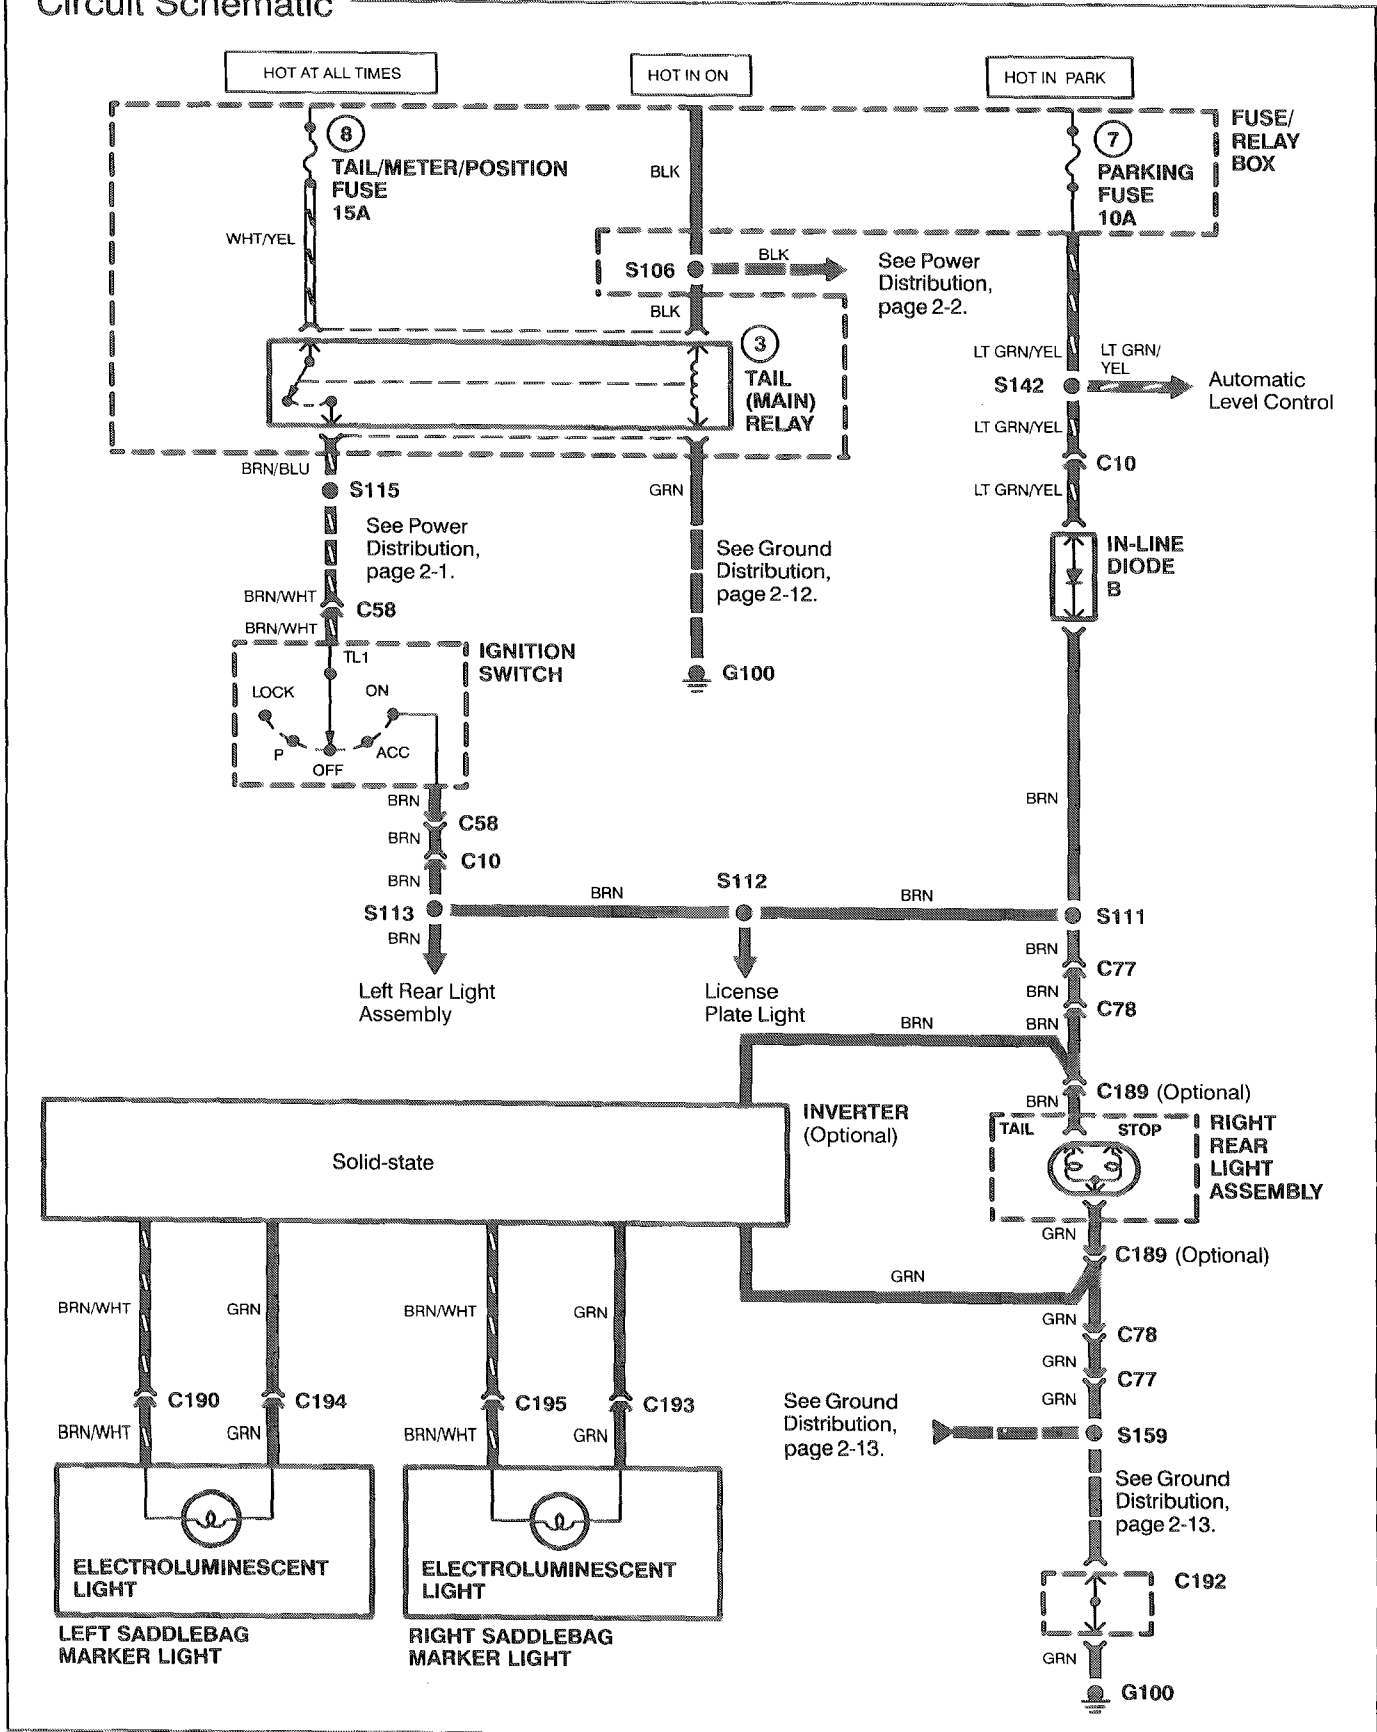 Circuit Schematic
HOT AT ALL TIMES
HOT IN ON
HOT IN PARK
FUSE/
RELAY
BOX
8
TAIL/METER/POSITION
FUSE
15A
BLK
7
PARKING
FUSE
10A
WHT/YEL
S106
BLK
See Power
Distribution,
page 2-2.
BLK
3
TAIL
(MAIN)
RELAY
LT GRN/YEL
LT GRN/
YEL
S142
Automatic
Level Control
LT GRN/YEL
C10
LT GRN/YEL
BRN/BLU
S115
GRN
See Power
Distribution,
page 2-1.
See Ground
Distribution,
page 2-12.
IN-LINE
DIODE
B
BRN/WHT
C58
BRN/WHT
TL1
IGNITION
SWITCH
G100
LOCK
ON
P
OFF
ACC
BRN
C58
BRN
C10
BRN
BRN
S113
BRN
S112
BRN
S111
BRN
Left Rear Light
Assembly
License
Plate Light
BRN
C77
BRN
C78
BRN
BRN
C189 (Optional)
BRN
INVERTER
(Optional)
Solid-state
TAIL
STOP
RIGHT
REAR
LIGHT
ASSEMBLY
GRN
C189 (Optional)
GRN
GRN
C78
GRN
C77
GRN
BRN/WHT
GRN
BRN/WHT
GRN
C190
C194
C195
C193
BRN/WHT
GRN
BRN/WHT
GRN
See Ground
Distribution,
page 2-13.
S159
See Ground
Distribution,
page 2-13.
ELECTROLUMINESCENT
LIGHT
ELECTROLUMINESCENT
LIGHT
LEFT SADDLEBAG
MARKER LIGHT
RIGHT SADDLEBAG
MARKER LIGHT
C192
GRN
G100